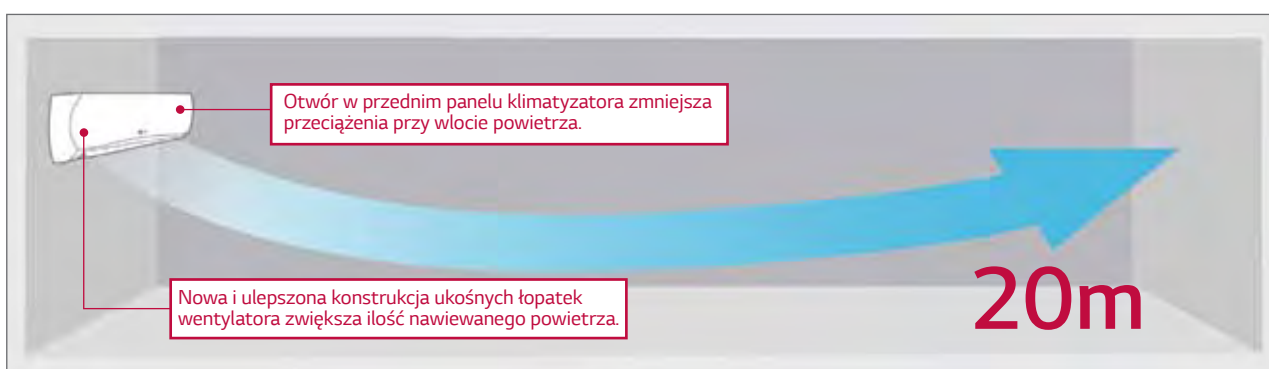 Otwór w przednim panelu klimatyzatora zmniejsza
przeciążenia przy wlocie powietrza.
Nowa i ulepszona konstrukcja ukośnych łopatek
wentylatora zwiększa ilość nawiewanego powietrza.
20m